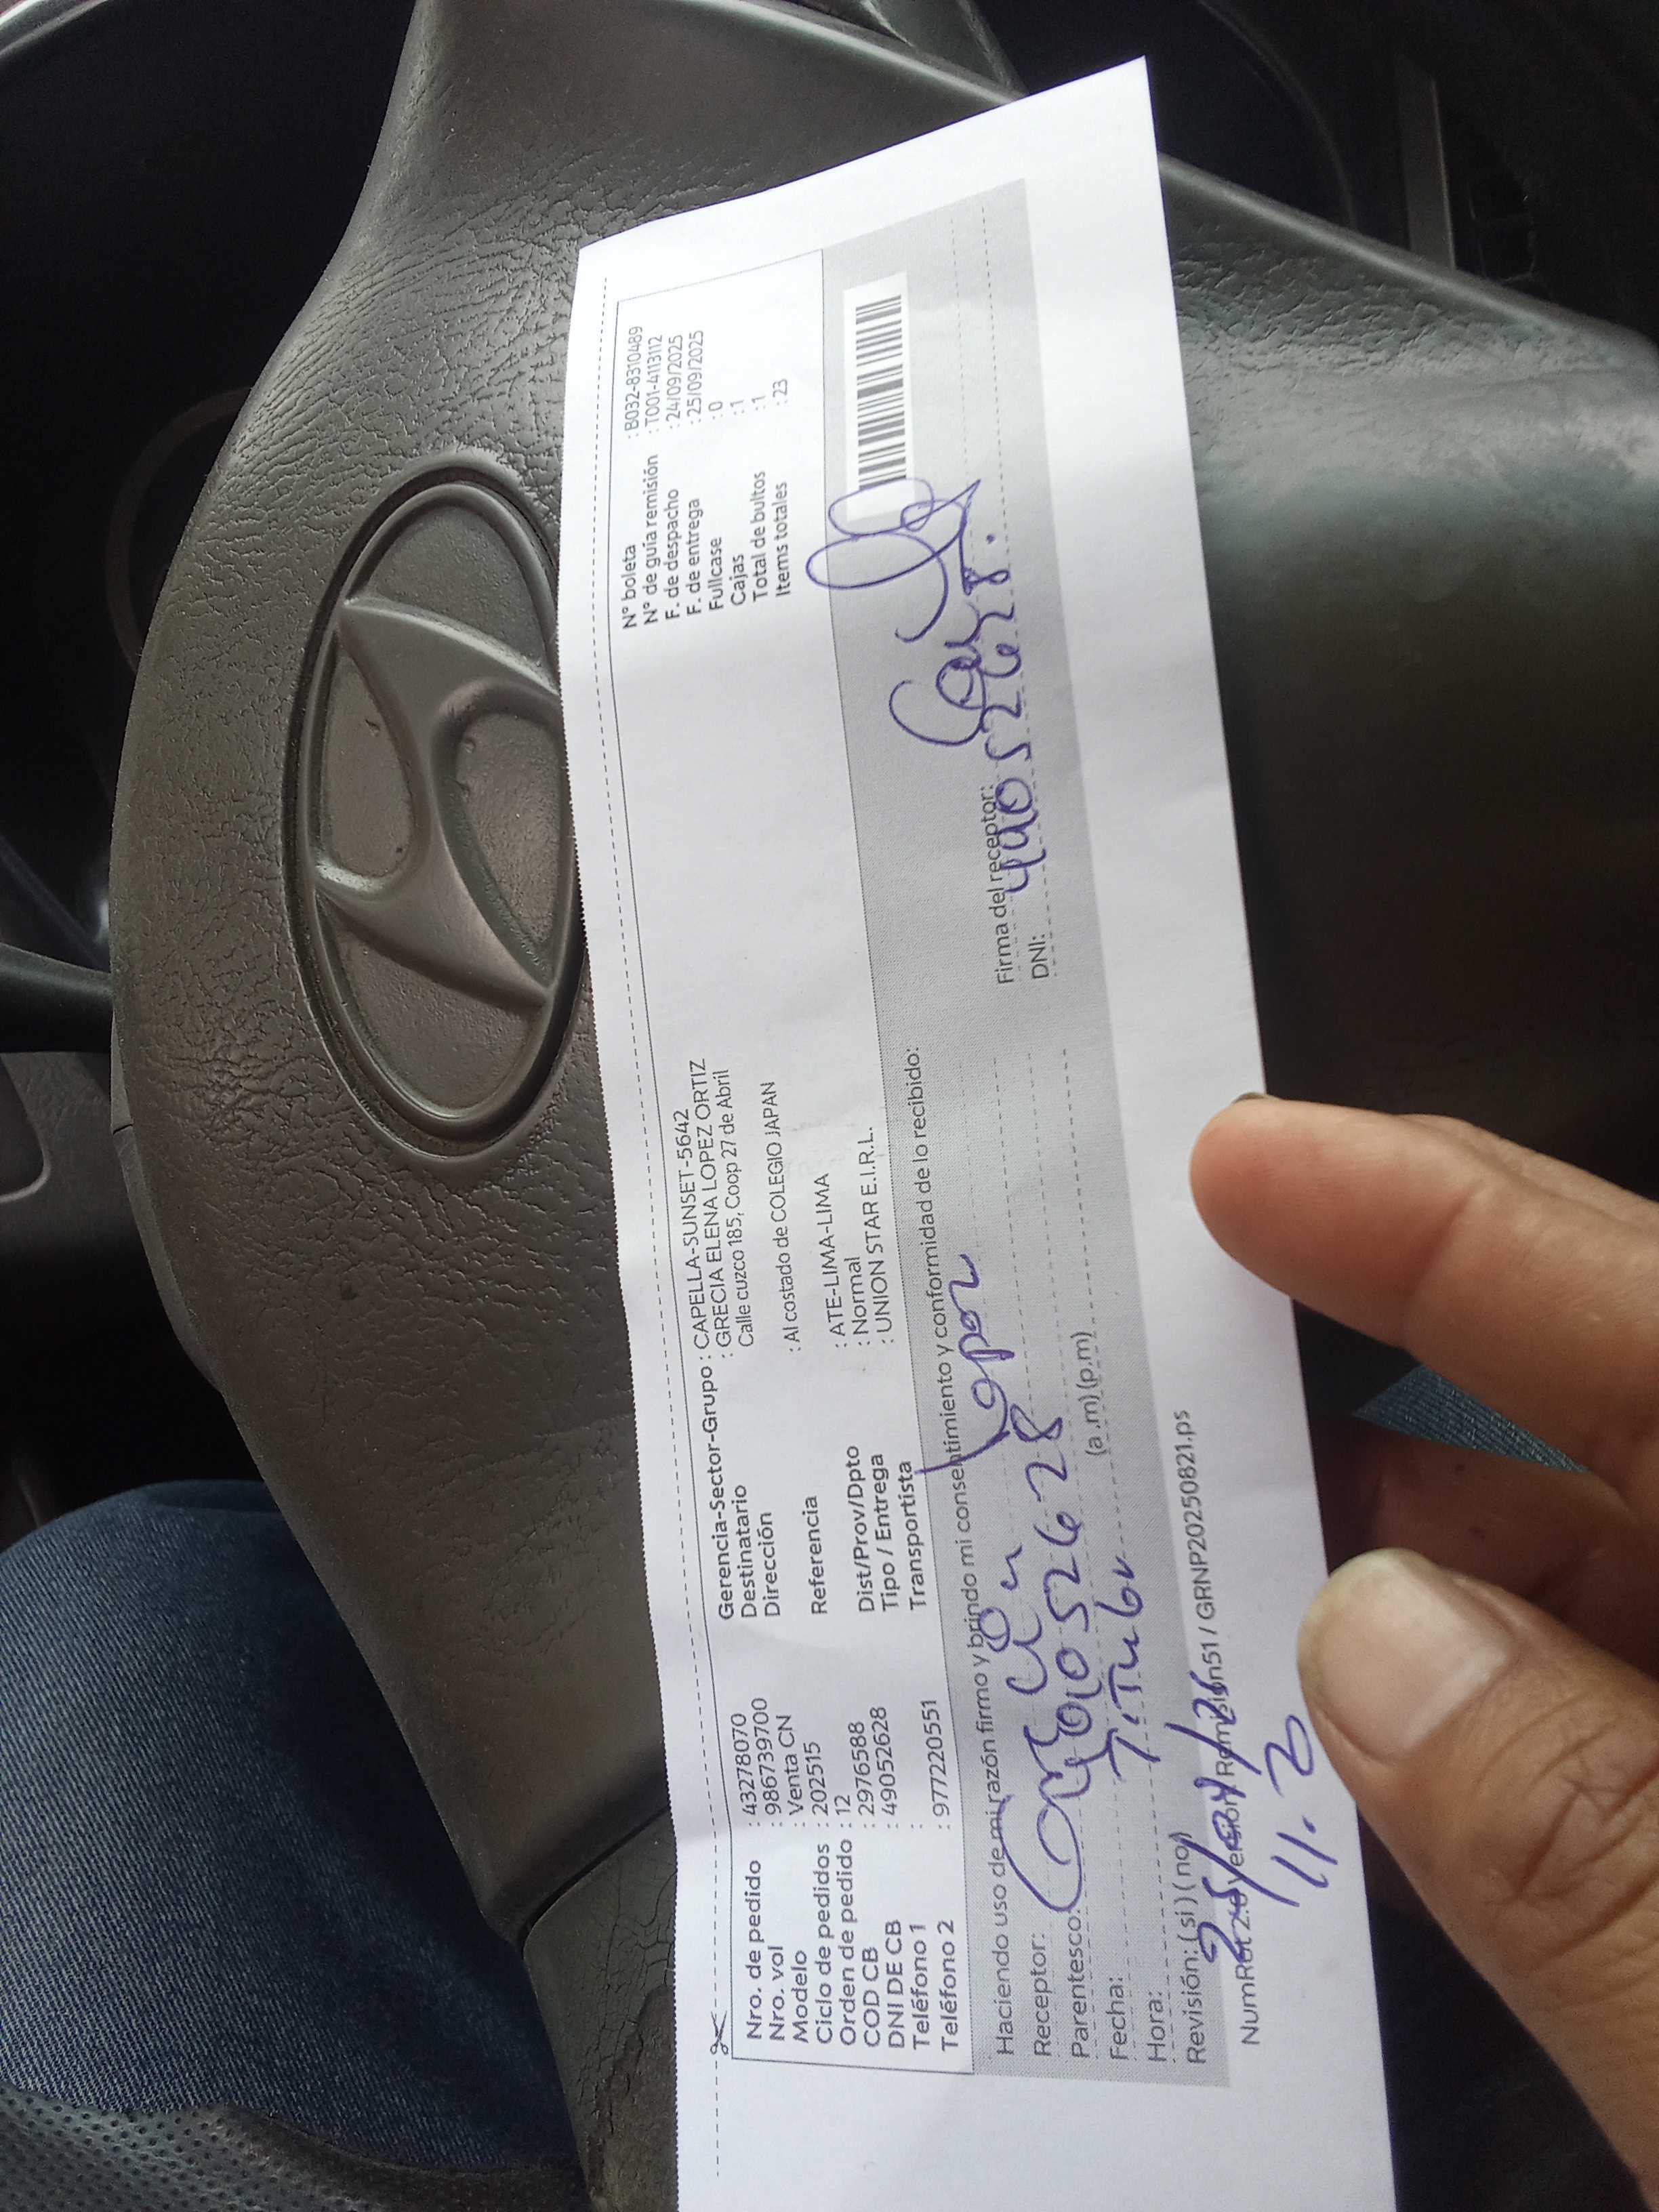 Nro. de pedido : 432778070
Nro. vol : 9867739700
Modelo : Venta CN
Ciclo de pedidos : 202515
Orden de pedido : 12
COD CB : 2976588
DNI DE CB : 49052628
Teléfono 1 :
Teléfono 2 : 977220551
Gerencia-Sector-Grupo : CAPELLA-SUNSET-5642
Destinatario : GRECIA ELENA LOPEZ ORTIZ
Dirección Calle cuzco 185, Coop 27 de Abril
Referencia : Al costado de COLEGIO JAPAN
Dist/Prov/Dpto : ATE-LIMA-LIMA
Tipo / Entrega : Normal
Transportista : UNION STAR E.I.R.L.
N° boleta : B032-8310489
N° de guía remisión : T001-4113112
F. de despacho : 24/09/2025
F. de entrega : 25/09/2025
Fullcase : 0
Cajas : 1
Total de bultos : 1
Items totales : 23
Haciendo uso de mi razón firmo y brindo mi consentimiento y conformidad de lo recibido:
Receptor: Lopez
Parentesco: 49052628
Fecha: Titular
Hora: (a.m) (p.m)
Revisión: (si) (no)
Firma del receptor:
DNI: 49052628.
Remisión51 / GRNP20250821.ps